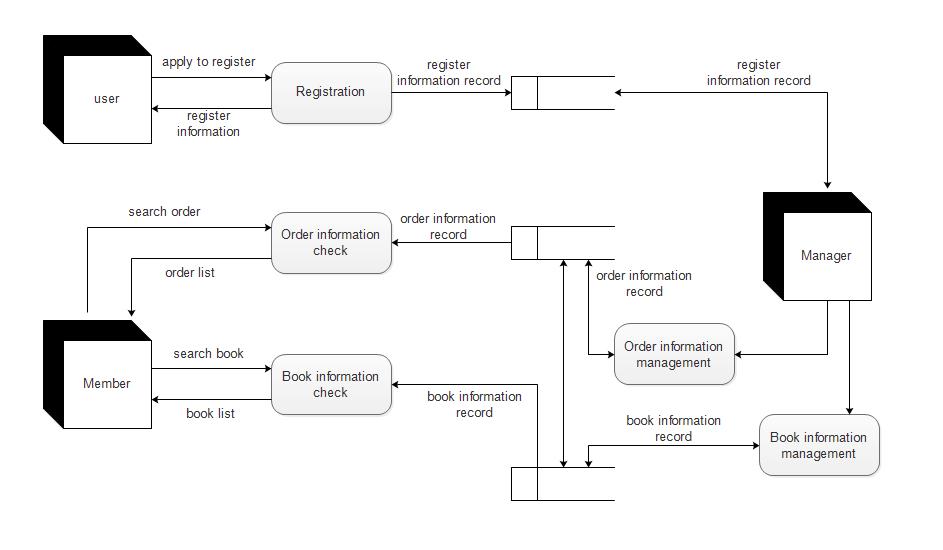 apply to register
user
register
information
Registration
register
information record
register
information record
search order
order list
Order information
check
order information
record
Manager
order information
record
Order information
management
Member
search book
book list
Book information
check
book information
record
book information
record
Book information
management